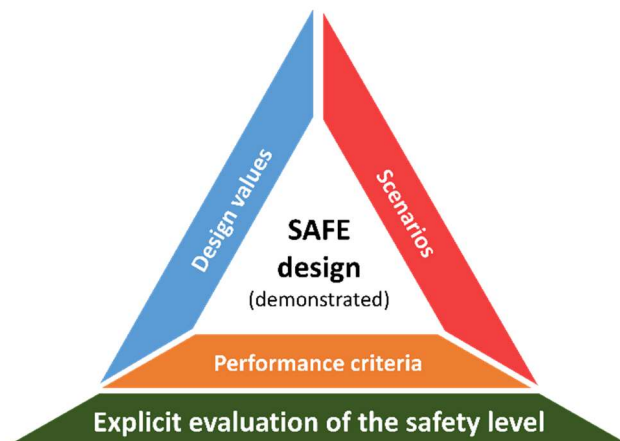 Design values
Scenarios
SAFE
design
(demonstrated)
Performance criteria
Explicit evaluation of the safety level